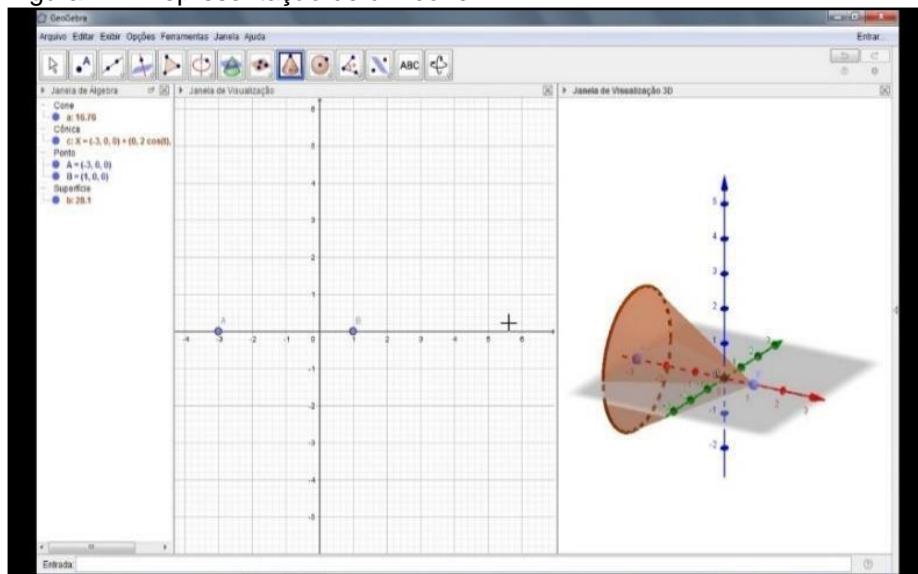 GeoGebra
Arquivo Editar Exibir Opções Ferramentas Janela Ajuda
Entrar...
ABC
Janela de Álgebra
Janela de Visualização
Janela de Visualização 3D
Cone
a: 16.76
Cônica
c: X = (-3, 0, 0) + (0, 2 cos(t),
Ponto
A = (-3, 0, 0)
B = (1, 0, 0)
Superfície
b: 28.1
A
B
Entrada: